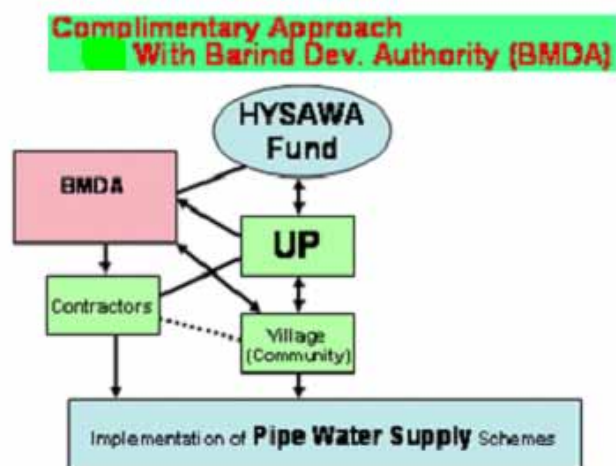 Complimentary Approach
With Barind Dev. Authority (BMDA)
HYSAWA
Fund
BMDA
UP
Contractors
Village
(Community)
Implementation of Pipe Water Supply Schemes